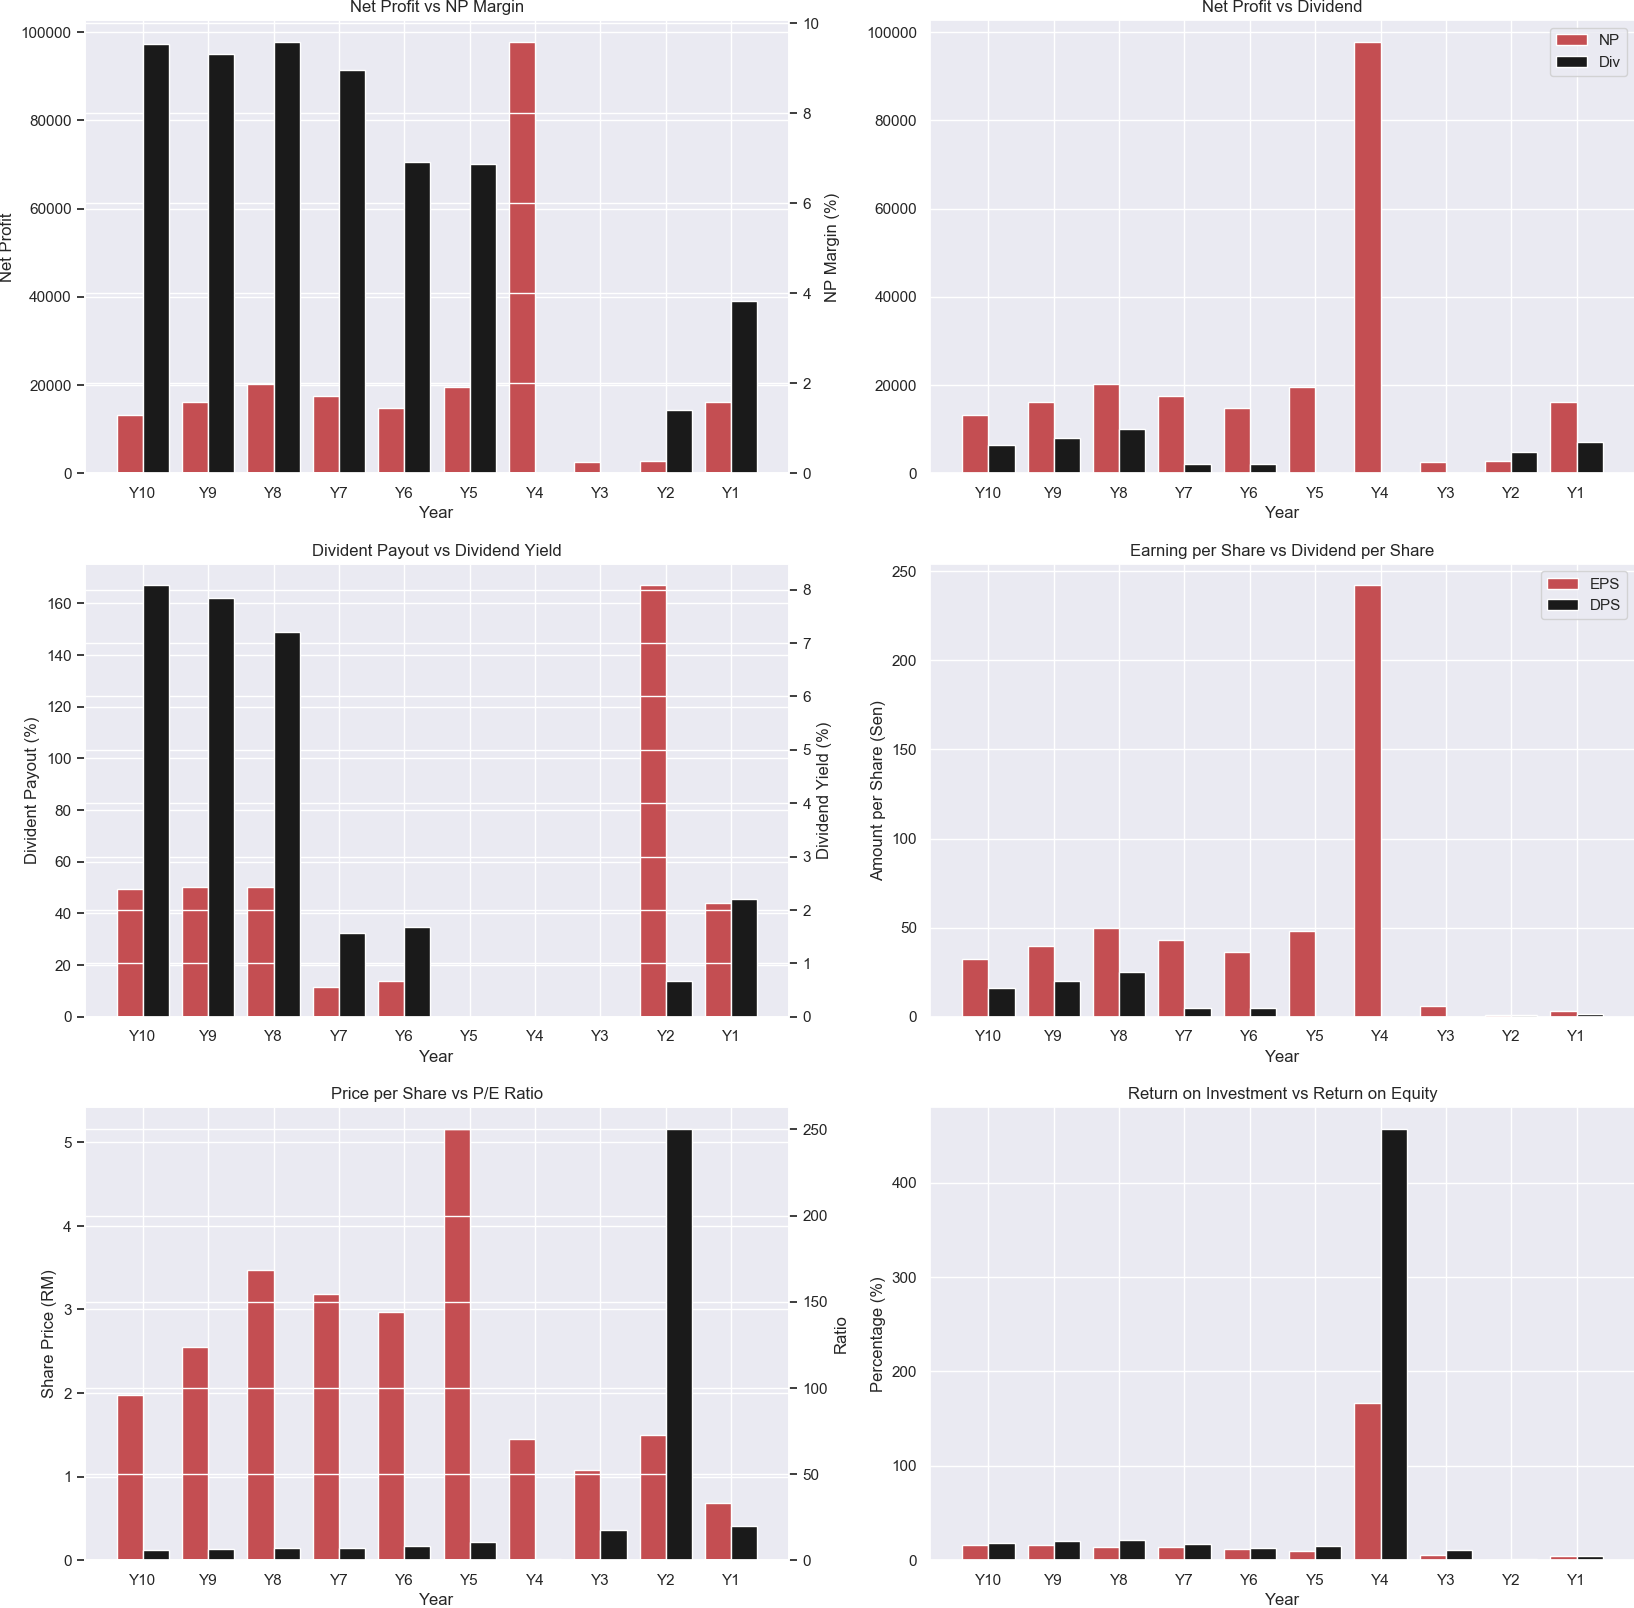 Net Profit vs NP Margin
100000
80000
60000
40000
20000
0
Net Profit
10
8
6
4
2
0
NP Margin (%)
Y10 Y9 Y8 Y7 Y6 Y5 Y4 Y3 Y2 Y1
Year
Net Profit vs Dividend
100000
80000
60000
40000
20000
0
NP
Div
Y10 Y9 Y8 Y7 Y6 Y5 Y4 Y3 Y2 Y1
Year
Divident Payout vs Dividend Yield
160
140
120
100
80
60
40
20
0
Divident Payout (%)
8
7
6
5
4
3
2
1
0
Dividend Yield (%)
Y10 Y9 Y8 Y7 Y6 Y5 Y4 Y3 Y2 Y1
Year
Earning per Share vs Dividend per Share
250
200
150
100
50
0
Amount per Share (Sen)
EPS
DPS
Y10 Y9 Y8 Y7 Y6 Y5 Y4 Y3 Y2 Y1
Year
Price per Share vs P/E Ratio
5
4
3
2
1
0
Share Price (RM)
250
200
150
100
50
0
Ratio
Y10 Y9 Y8 Y7 Y6 Y5 Y4 Y3 Y2 Y1
Year
Return on Investment vs Return on Equity
400
300
200
100
0
Percentage (%)
Y10 Y9 Y8 Y7 Y6 Y5 Y4 Y3 Y2 Y1
Year